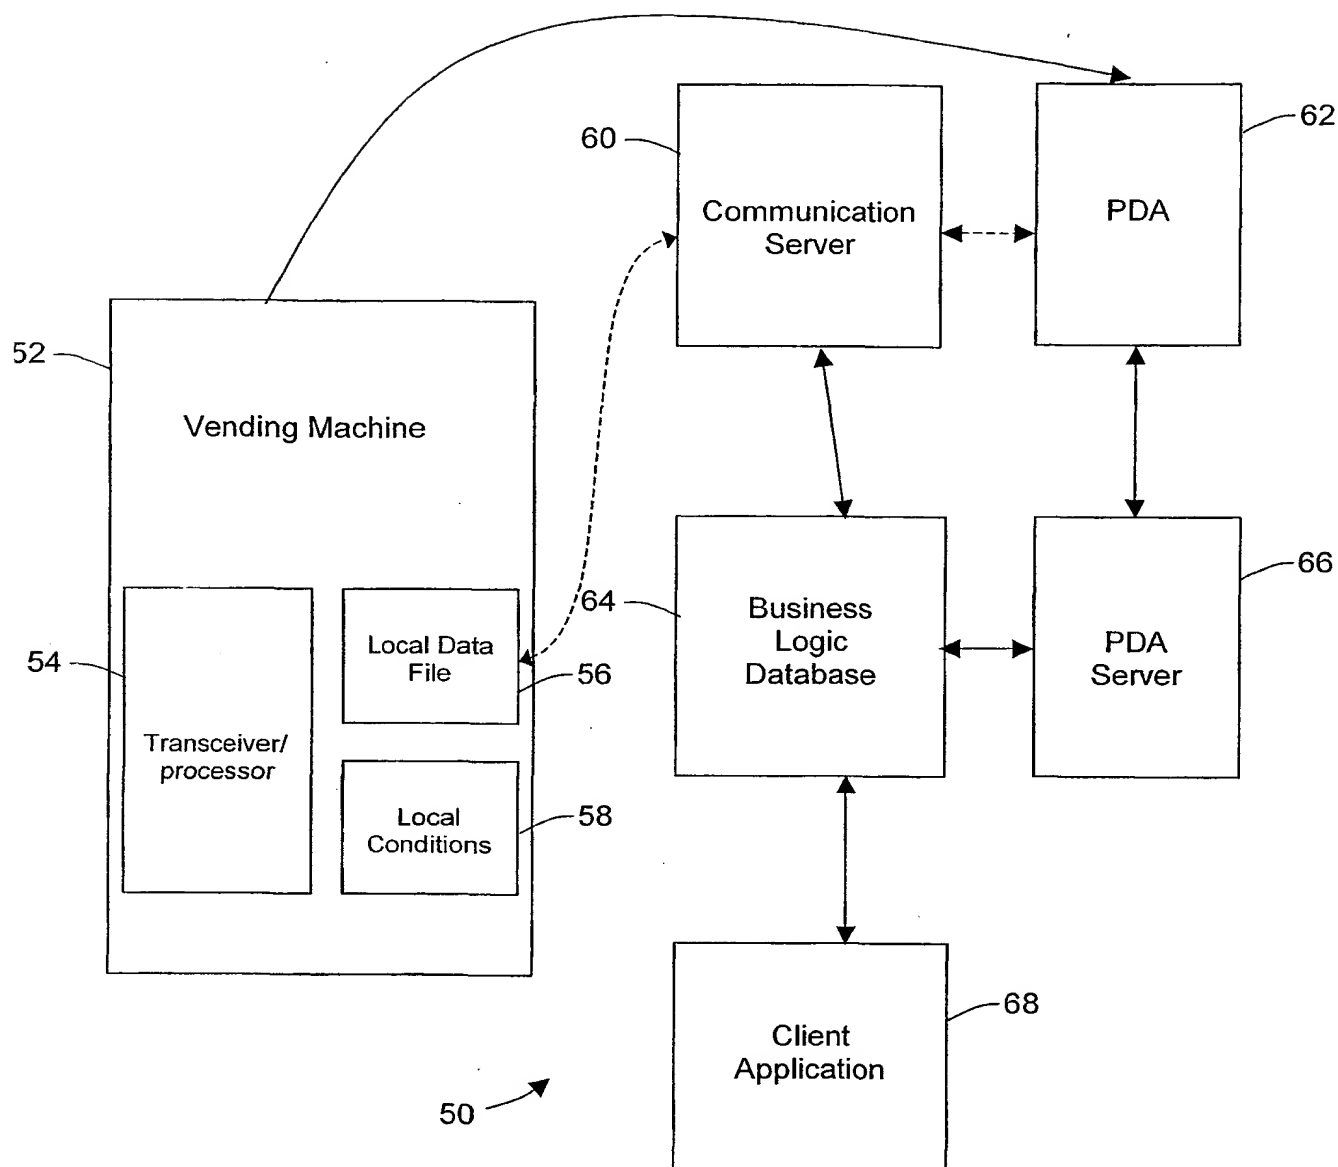 62
60
Communication
Server
PDA
52
Vending Machine
66
64
Business
Logic
Database
PDA
Server
Local Data
File
54
56
Transceiver/
processor
Local
Conditions
58
68
Client
Application
50